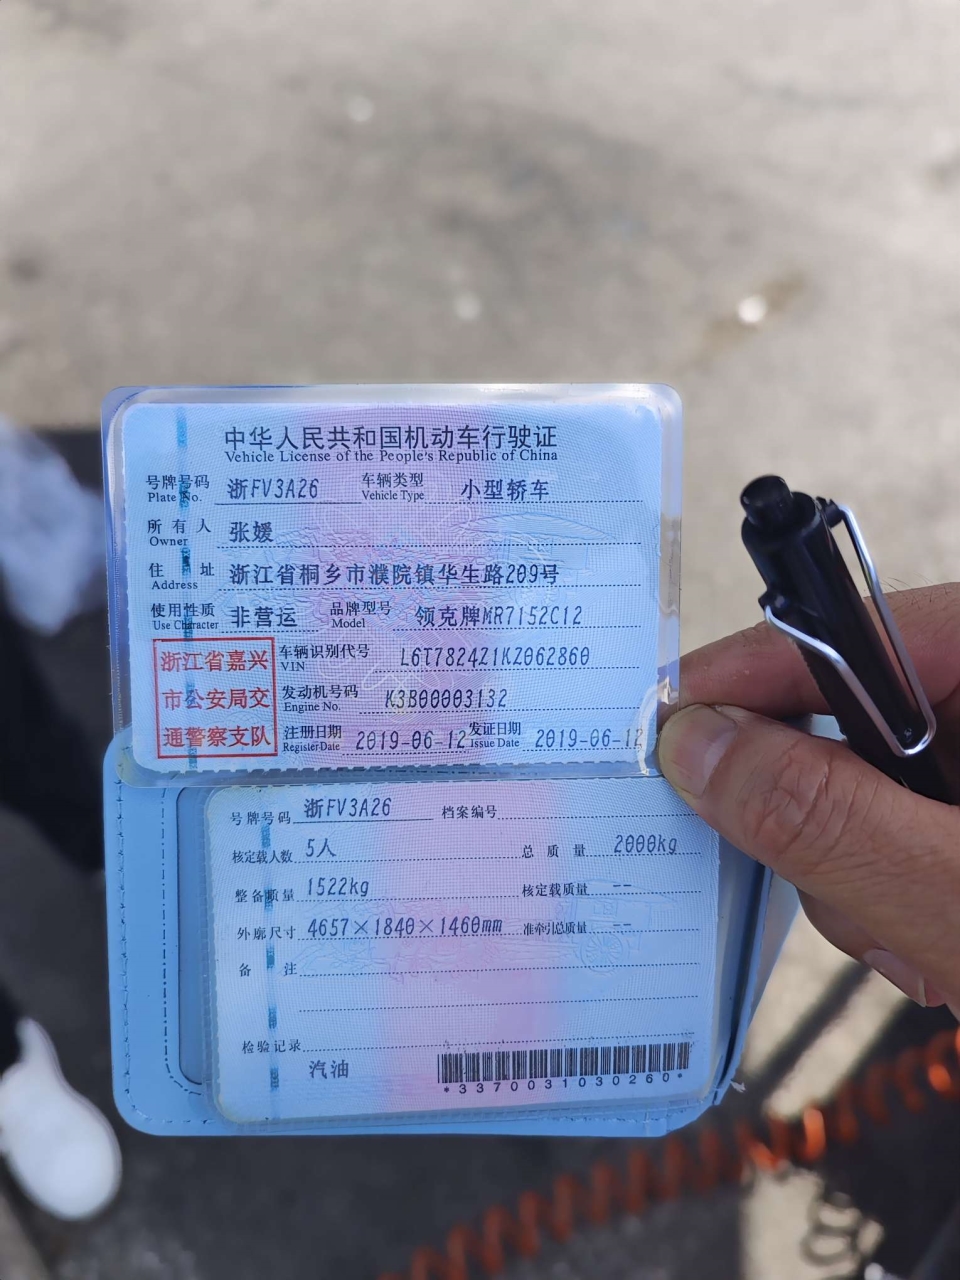 中华人民共和国机动车行驶证
Vehicle License of the People's Republic of China
号牌号码 浙FV3A26 车辆类型 小型轿车
Plate No. Vehicle Type
所有人 张媛
Owner
住址 浙江省桐乡市濮院镇华生路209号
Address
使用性质 非营运 品牌型号 领克牌MR7152C12
Use Character Model
浙江省嘉兴
市公安局交
通警察支队
车辆识别代号 L6T7824Z1KZ062860
VIN
发动机号码 K3B00003132
Engine No.
注册日期 2019-06-12 发证日期 2019-06-12
Register Date Issue Date
号牌号码 浙FV3A26 档案编号
核定载人数 5人 总质量 2000kg
整备质量 1522kg 核定载质量 --
外廓尺寸 4657×1840×1460mm 准牵引总质量 --
备注
检验记录
汽油
*3370031030260*